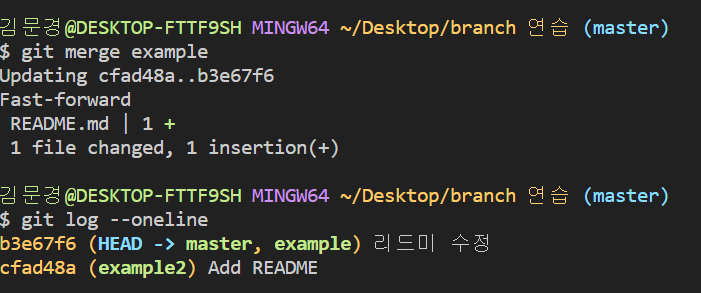 김문경@DESKTOP-FTTF9SH MINGW64 ~/Desktop/branch 연습 (master)
$ git merge example
Updating cfad48a..b3e67f6
Fast-forward
 README.md | 1 +
 1 file changed, 1 insertion(+)
김문경@DESKTOP-FTTF9SH MINGW64 ~/Desktop/branch 연습 (master)
$ git log --oneline
b3e67f6 (HEAD -> master, example) 리드미 수정
cfad48a (example2) Add README